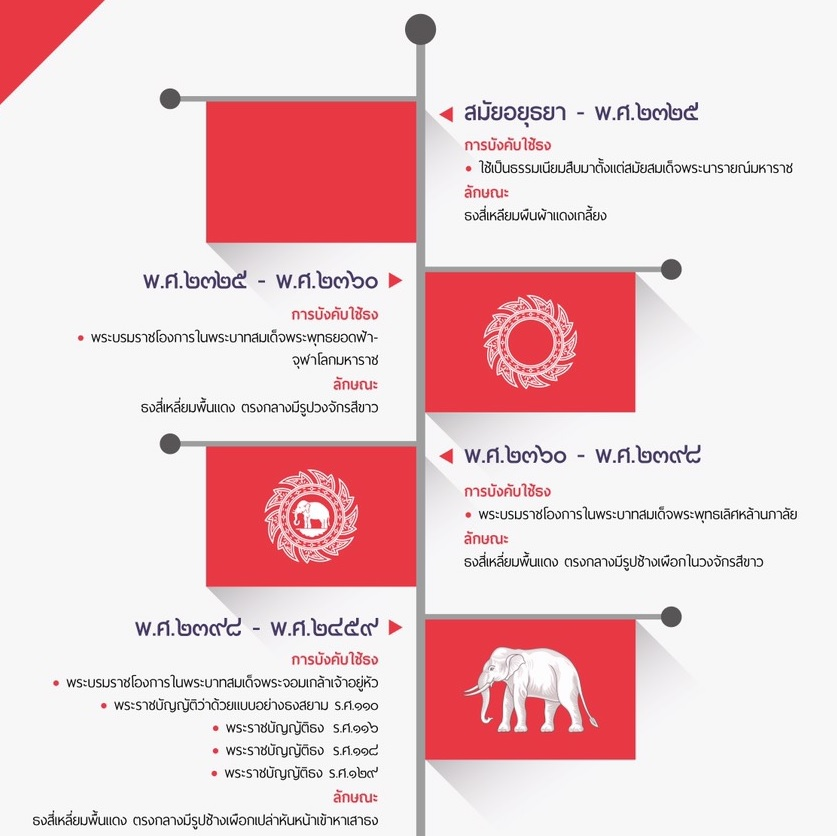 สมัยอยุธยา - พ.ศ.๒๓๒๕
การบังคับใช้ธง
• ใช้เป็นธรรมเนียมสืบมาตั้งแต่สมัยสมเด็จพระนารายณ์มหาราช
ลักษณะ
ธงสี่เหลี่ยมผืนผ้าแดงเกลี้ยง
พ.ศ.๒๓๒๕ - พ.ศ.๒๓๖๐
การบังคับใช้ธง
• พระบรมราชโองการในพระบาทสมเด็จพระพุทธยอดฟ้า-
จุฬาโลกมหาราช
ลักษณะ
ธงสี่เหลี่ยมพื้นแดง ตรงกลางมีรูปวงจักรสีขาว
พ.ศ.๒๓๖๐ - พ.ศ.๒๓๙๘
การบังคับใช้ธง
• พระบรมราชโองการในพระบาทสมเด็จพระพุทธเลิศหล้านภาลัย
ลักษณะ
ธงสี่เหลี่ยมพื้นแดง ตรงกลางมีรูปช้างเผือกในวงจักรสีขาว
พ.ศ.๒๓๙๘ - พ.ศ.๒๔๕๙
การบังคับใช้ธง
• พระบรมราชโองการในพระบาทสมเด็จพระจอมเกล้าเจ้าอยู่หัว
• พระราชบัญญัติว่าด้วยแบบอย่างธงสยาม ร.ศ.๑๑๐
• พระราชบัญญัติธง ร.ศ.๑๑๖
• พระราชบัญญัติธง ร.ศ.๑๑๘
• พระราชบัญญัติธง ร.ศ.๑๒๙
ลักษณะ
ธงสี่เหลี่ยมพื้นแดง ตรงกลางมีรูปช้างเผือกเปล่าหันหน้าเข้าหาเสาธง